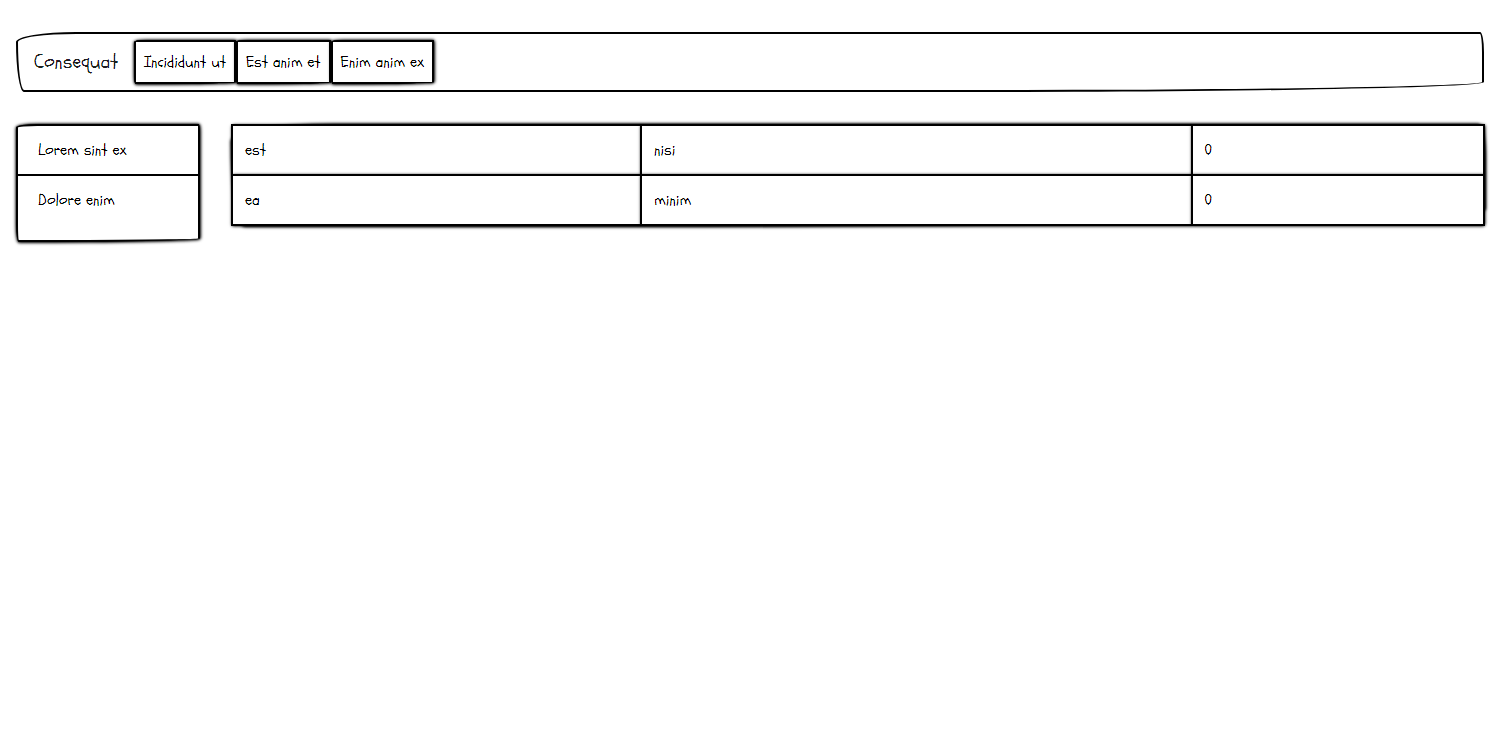 Consequat Incididunt ut Est anim et Enim anim ex
Lorem sint ex
Dolore enim
est nisi 0
ea minim 0